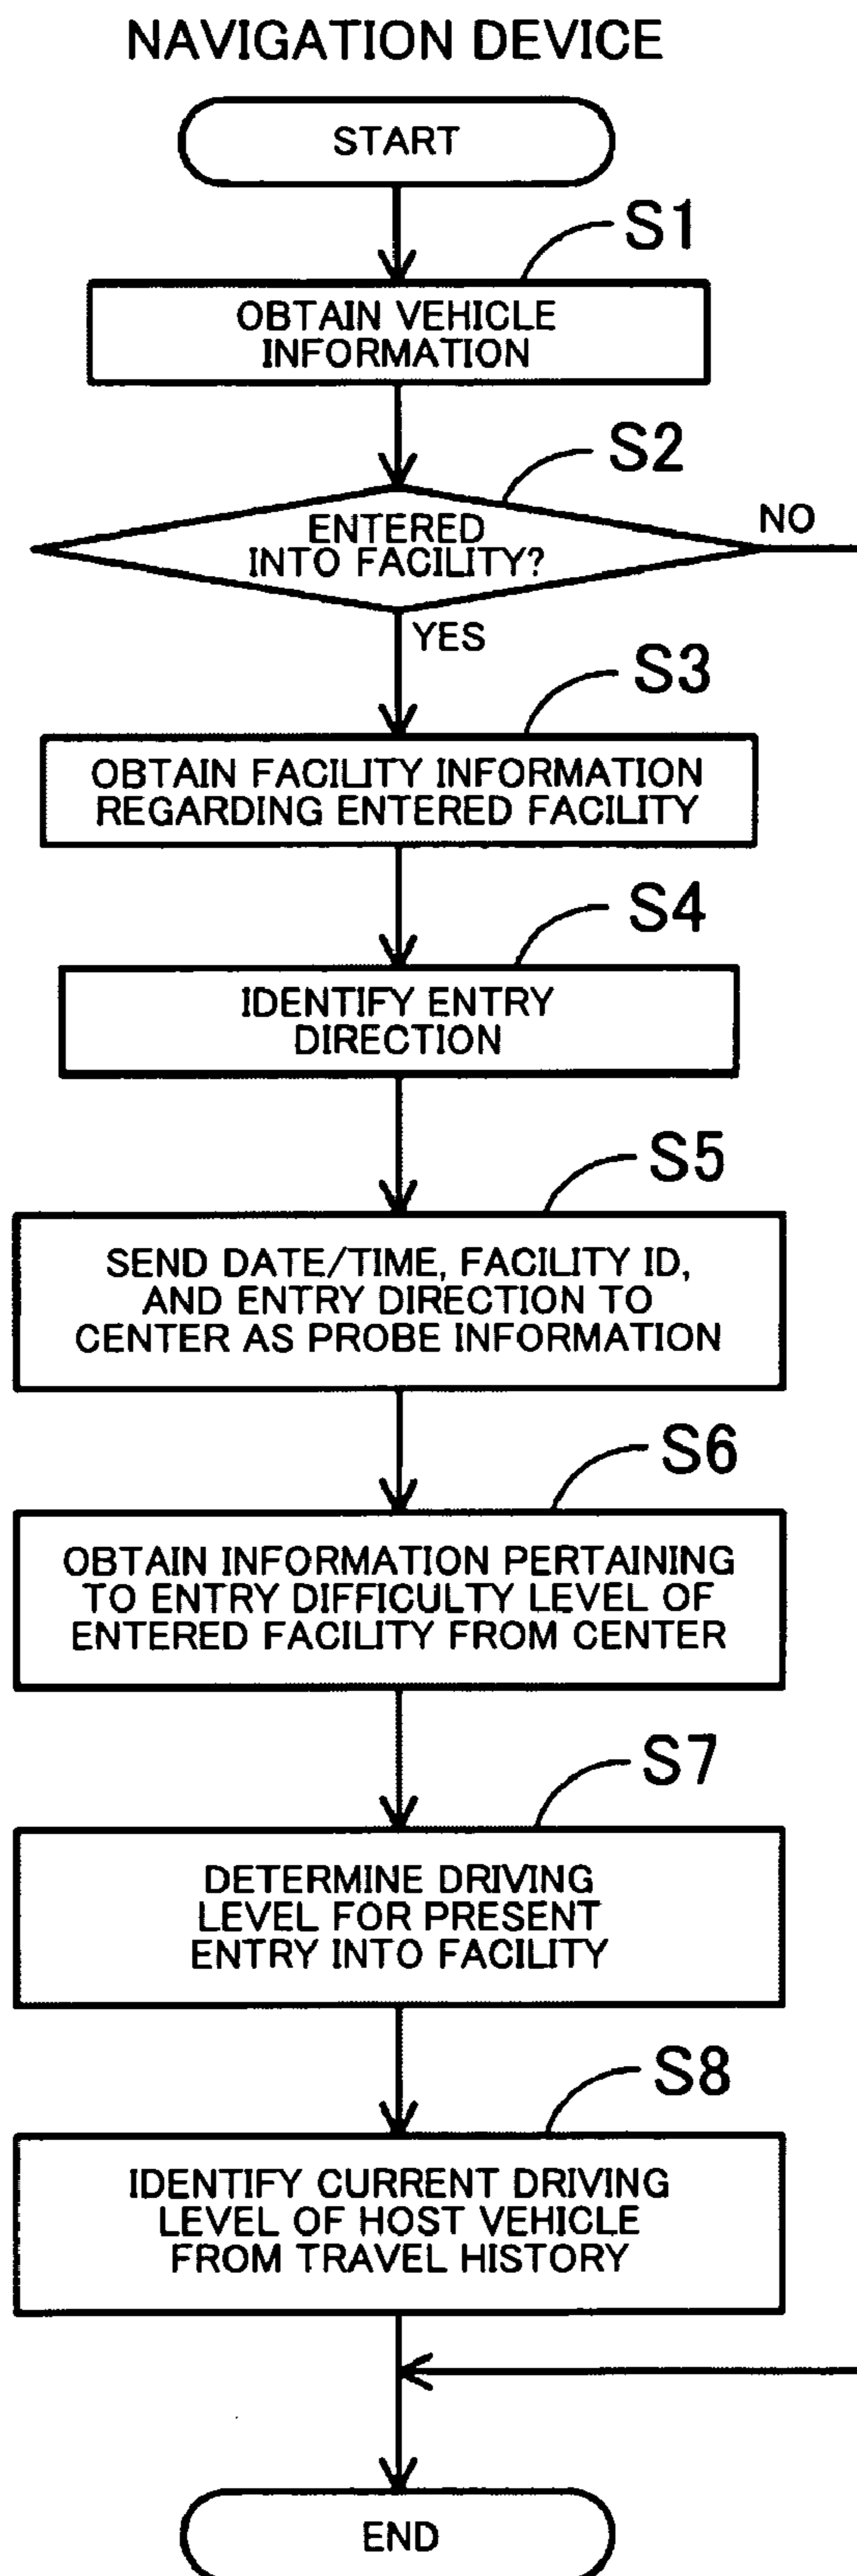 NAVIGATION DEVICE
START
S1
OBTAIN VEHICLE
INFORMATION
S2
ENTERED
INTO FACILITY?
NO
YES
S3
OBTAIN FACILITY INFORMATION
REGARDING ENTERED FACILITY
S4
IDENTIFY ENTRY
DIRECTION
S5
SEND DATE/TIME, FACILITY ID,
AND ENTRY DIRECTION TO
CENTER AS PROBE INFORMATION
S6
OBTAIN INFORMATION PERTAINING
TO ENTRY DIFFICULTY LEVEL OF
ENTERED FACILITY FROM CENTER
S7
DETERMINE DRIVING
LEVEL FOR PRESENT
ENTRY INTO FACILITY
S8
IDENTIFY CURRENT DRIVING
LEVEL OF HOST VEHICLE
FROM TRAVEL HISTORY
END